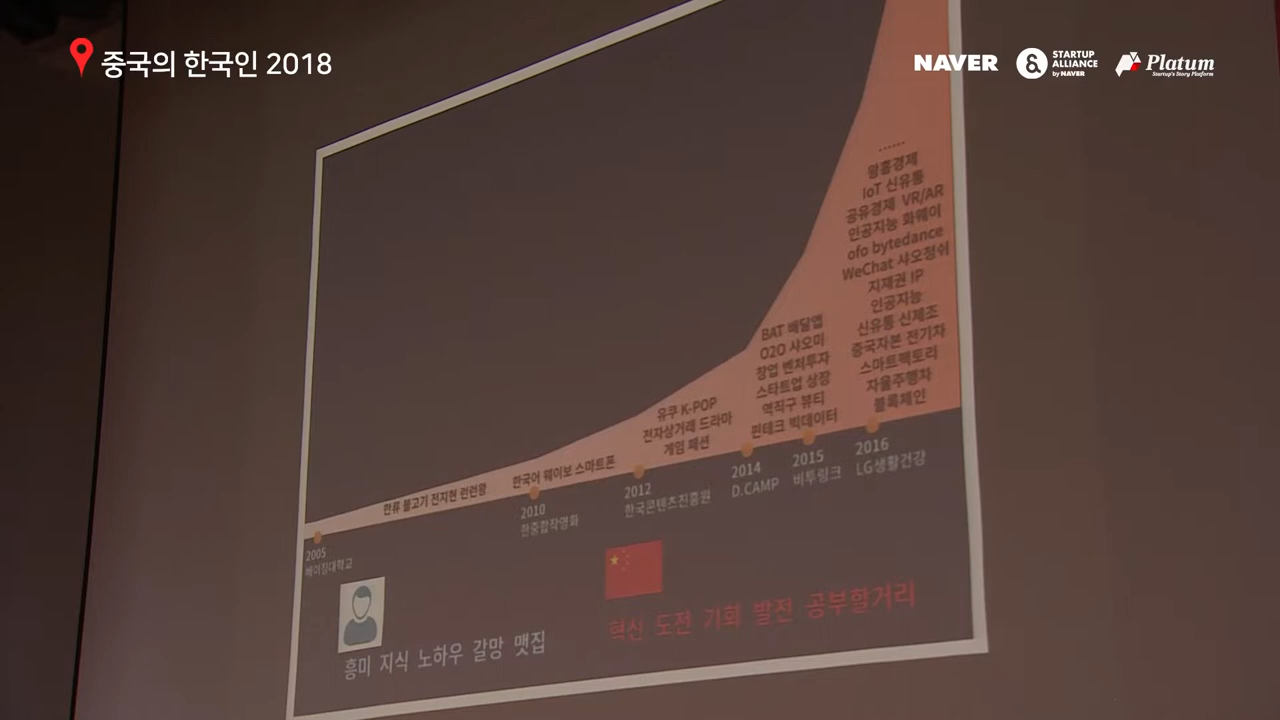 중국의 한국인 2018
NAVER
&
STARTUP
ALLIANCE
by NAVER
Platum
Startup's Story Platform
......
왕홍경제
IoT 신유통
공유경제 VR/AR
인공지능 화웨이
ofo bytedance
WeChat 샤오청쉬
지재권 IP
인공지능
신유통 신제조
중국자본 전기차
스마트팩토리
자율주행차
블록체인
BAT 배달앱
O2O 샤오미
창업 벤처투자
스타트업 상장
역직구 뷰티
핀테크 빅데이터
유쿠 K-POP
전자상거래 드라마
게임 패션
한국어 웨이보 스마트폰
한류 불고기 전지현 런런왕
2005
베이징대학교
2010
한중합작영화
2012
한국콘텐츠진흥원
2014
D.CAMP
2015
비투링크
2016
LG생활건강
흥미 지식 노하우 갈망 맷집
혁신 도전 기회 발전 공부할거리